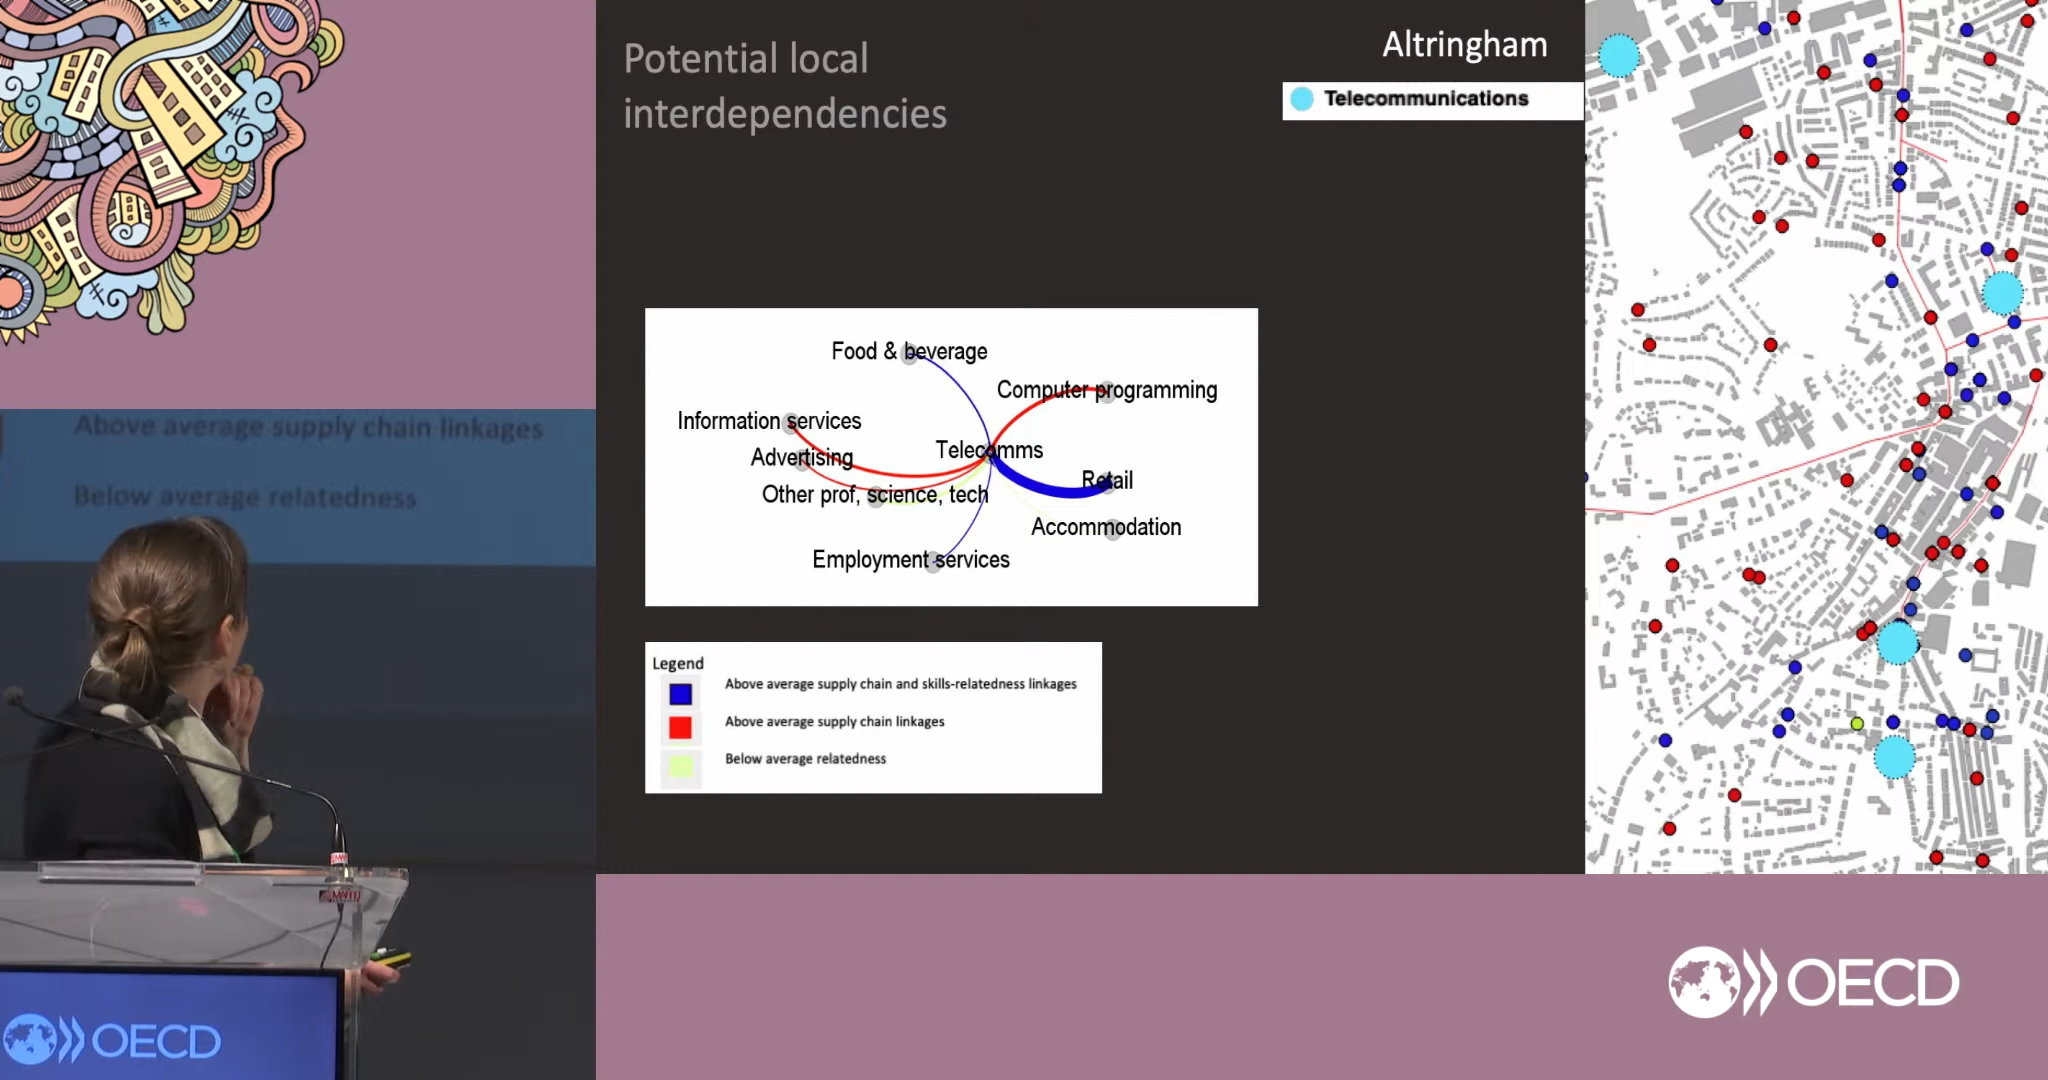 Potential local
interdependencies
Altringham
Telecommunications
Food & beverage
Computer programming
Information services
Telecomms
Advertising
Retail
Other prof, science, tech
Accommodation
Employment services
Legend
Above average supply chain and skills-relatedness linkages
Above average supply chain linkages
Below average relatedness
Above average supply chain linkages
Below average relatedness
OECD
OECD